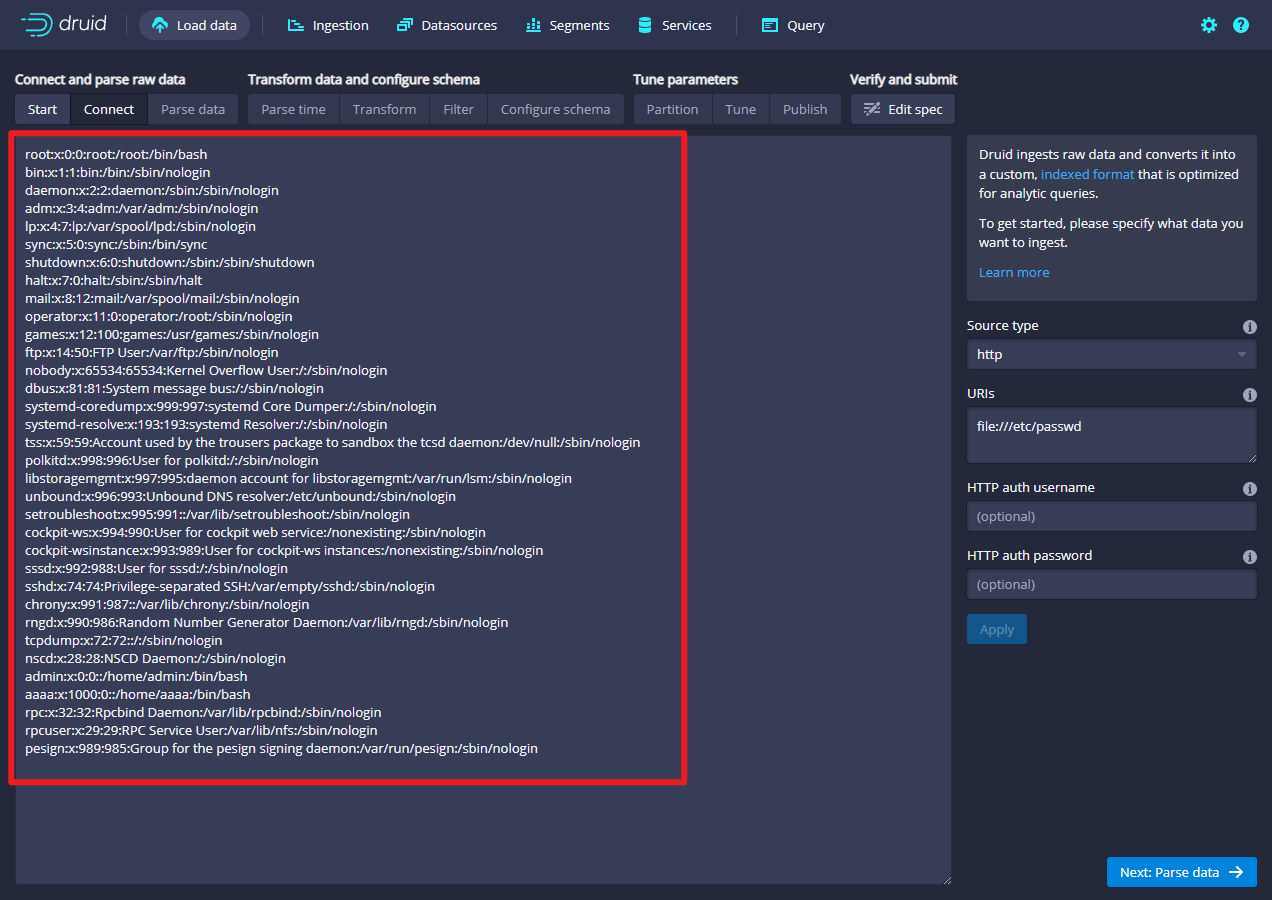 druid Load data Ingestion Datasources Segments Services Query
Connect and parse raw data Transform data and configure schema Tune parameters Verify and submit
Start Connect Parse data Parse time Transform Filter Configure schema Partition Tune Publish Edit spec
root:x:0:0:root:/root:/bin/bash
bin:x:1:1:bin:/bin:/sbin/nologin
daemon:x:2:2:daemon:/sbin:/sbin/nologin
adm:x:3:4:adm:/var/adm:/sbin/nologin
lp:x:4:7:lp:/var/spool/lpd:/sbin/nologin
sync:x:5:0:sync:/sbin:/bin/sync
shutdown:x:6:0:shutdown:/sbin:/sbin/shutdown
halt:x:7:0:halt:/sbin:/sbin/halt
mail:x:8:12:mail:/var/spool/mail:/sbin/nologin
operator:x:11:0:operator:/root:/sbin/nologin
games:x:12:100:games:/usr/games:/sbin/nologin
ftp:x:14:50:FTP User:/var/ftp:/sbin/nologin
nobody:x:65534:65534:Kernel Overflow User:/:/sbin/nologin
dbus:x:81:81:System message bus:/:/sbin/nologin
systemd-coredump:x:999:997:systemd Core Dumper:/:/sbin/nologin
systemd-resolve:x:193:193:systemd Resolver:/:/sbin/nologin
tss:x:59:59:Account used by the trousers package to sandbox the tcsd daemon:/dev/null:/sbin/nologin
polkitd:x:998:996:User for polkitd:/:/sbin/nologin
libstoragemgmt:x:997:995:daemon account for libstoragemgmt:/var/run/lsm:/sbin/nologin
unbound:x:996:993:Unbound DNS resolver:/etc/unbound:/sbin/nologin
setroubleshoot:x:995:991::/var/lib/setroubleshoot:/sbin/nologin
cockpit-ws:x:994:990:User for cockpit web service:/nonexisting:/sbin/nologin
cockpit-wsinstance:x:993:989:User for cockpit-ws instances:/nonexisting:/sbin/nologin
sssd:x:992:988:User for sssd:/:/sbin/nologin
sshd:x:74:74:Privilege-separated SSH:/var/empty/sshd:/sbin/nologin
chrony:x:991:987::/var/lib/chrony:/sbin/nologin
rngd:x:990:986:Random Number Generator Daemon:/var/lib/rngd:/sbin/nologin
tcpdump:x:72:72::/:/sbin/nologin
nscd:x:28:28:NSCD Daemon:/:/sbin/nologin
admin:x:0:0::/home/admin:/bin/bash
aaaa:x:1000:0::/home/aaaa:/bin/bash
rpc:x:32:32:Rpcbind Daemon:/var/lib/rpcbind:/sbin/nologin
rpcuser:x:29:29:RPC Service User:/var/lib/nfs:/sbin/nologin
pesign:x:989:985:Group for the pesign signing daemon:/var/run/pesign:/sbin/nologin
Druid ingests raw data and converts it into
a custom, indexed format that is optimized
for analytic queries.
To get started, please specify what data you
want to ingest.
Learn more
Source type
http
URIs
file:///etc/passwd
HTTP auth username
(optional)
HTTP auth password
(optional)
Apply
Next: Parse data